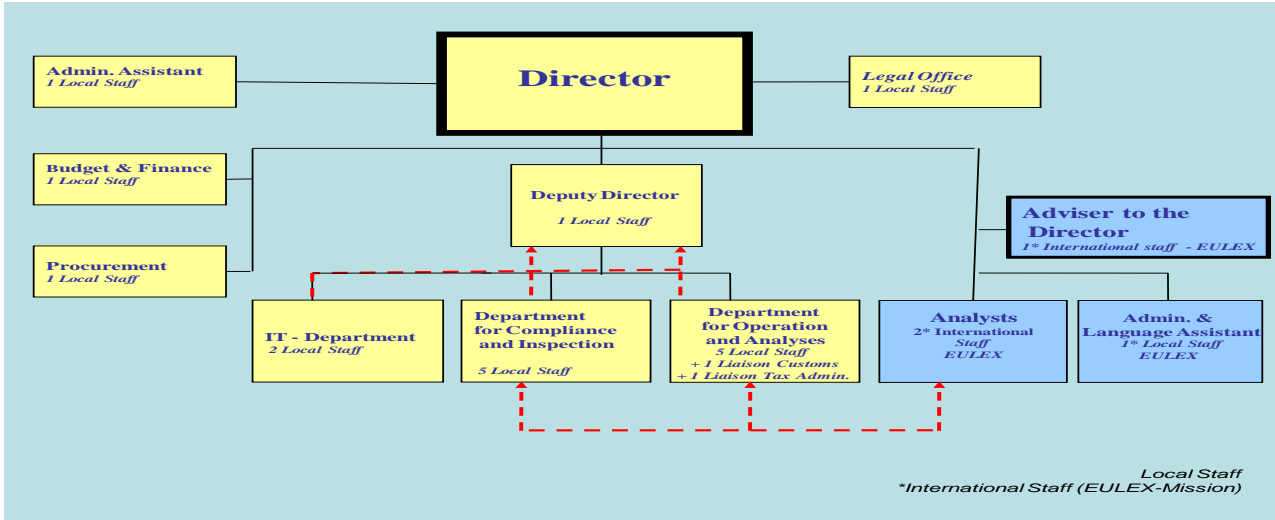 Director
Admin. Assistant
1 Local Staff
Legal Office
1 Local Staff
Budget & Finance
1 Local Staff
Deputy Director
1 Local Staff
Adviser to the
Director
1* International staff - EULEX
Procurement
1 Local Staff
IT - Department
2 Local Staff
Department
for Compliance
and Inspection
5 Local Staff
Department
for Operation
and Analyses
5 Local Staff
+ 1 Liaison Customs
+ 1 Liaison Tax Admin.
Analysts
2* International
Staff
EULEX
Admin. &
Language Assistant
1* Local Staff
EULEX
Local Staff
*International Staff (EULEX-Mission)